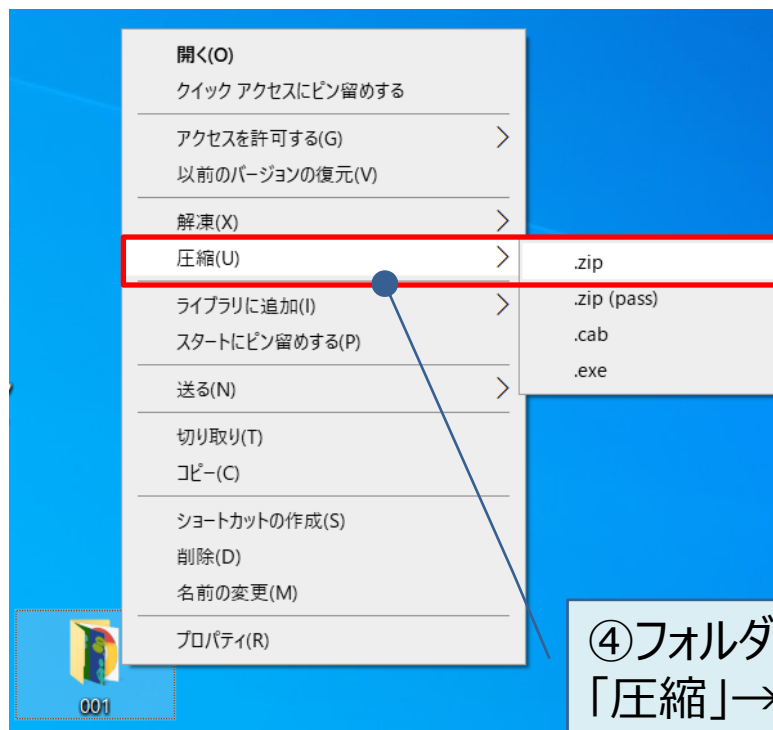 開く(O)
クイック アクセスにピン留めする
アクセスを許可する(G)
以前のバージョンの復元(V)
解凍(X)
圧縮(U)
ライブラリに追加(I)
スタートにピン留めする(P)
送る(N)
切り取り(T)
コピー(C)
ショートカットの作成(S)
削除(D)
名前の変更(M)
プロパティ(R)
.zip
.zip (pass)
.cab
.exe
001
④フォルダ
「圧縮」→